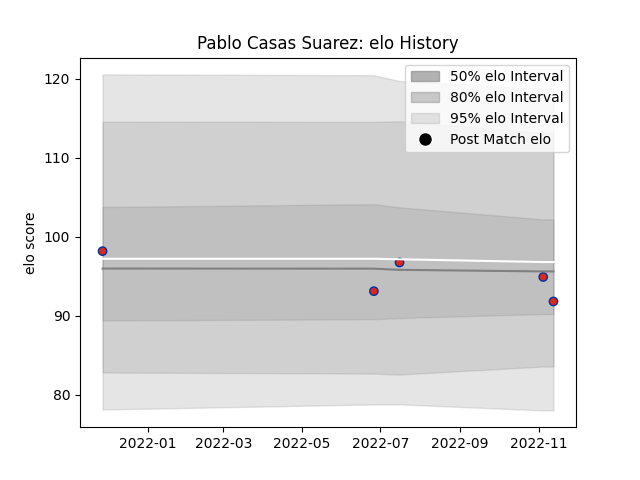 Pablo Casas Suarez: elo History
120
110
100
90
80
elo score
50% elo Interval
80% elo Interval
95% elo Interval
Post Match elo
2022-01
2022-03
2022-05
2022-07
2022-09
2022-11